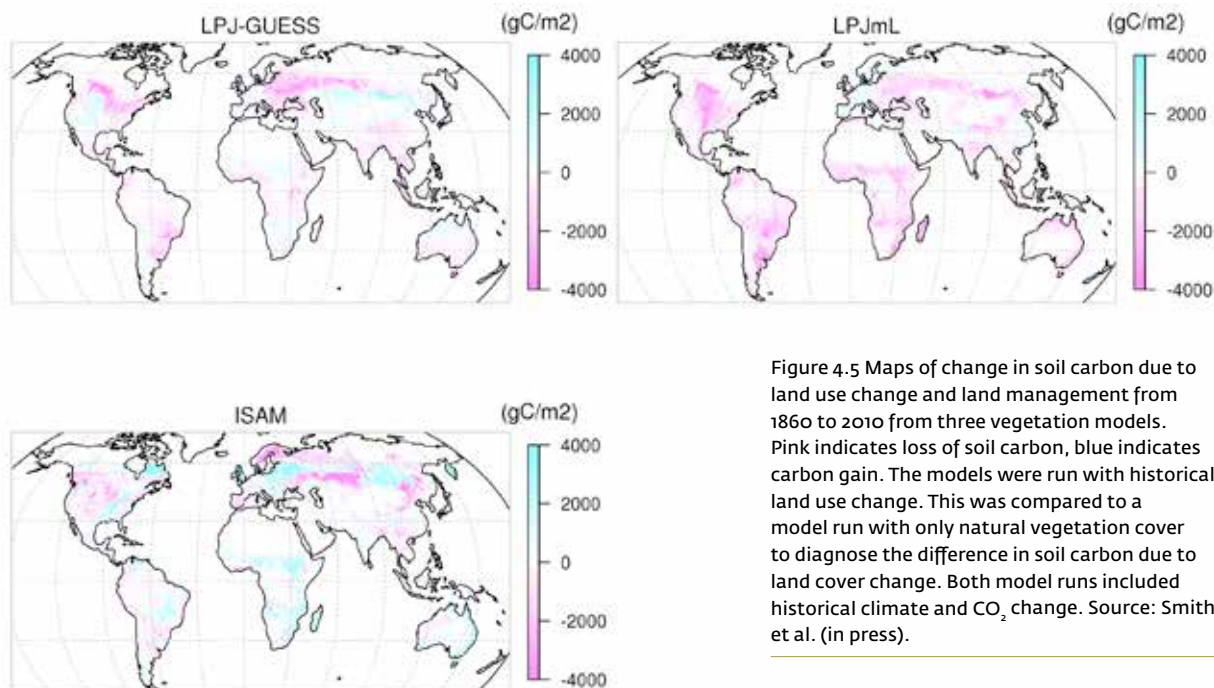 LPJ-GUESS
(gC/m2)
4000
2000
0
-2000
-4000
LPJmL
(gC/m2)
4000
2000
0
-2000
-4000
ISAM
(gC/m2)
4000
2000
0
-2000
-4000
Figure 4.5 Maps of change in soil carbon due to
land use change and land management from
1860 to 2010 from three vegetation models.
Pink indicates loss of soil carbon, blue indicates
carbon gain. The models were run with historical
land use change. This was compared to a
model run with only natural vegetation cover
to diagnose the difference in soil carbon due to
land cover change. Both model runs included
historical climate and CO₂ change. Source: Smith
et al. (in press).